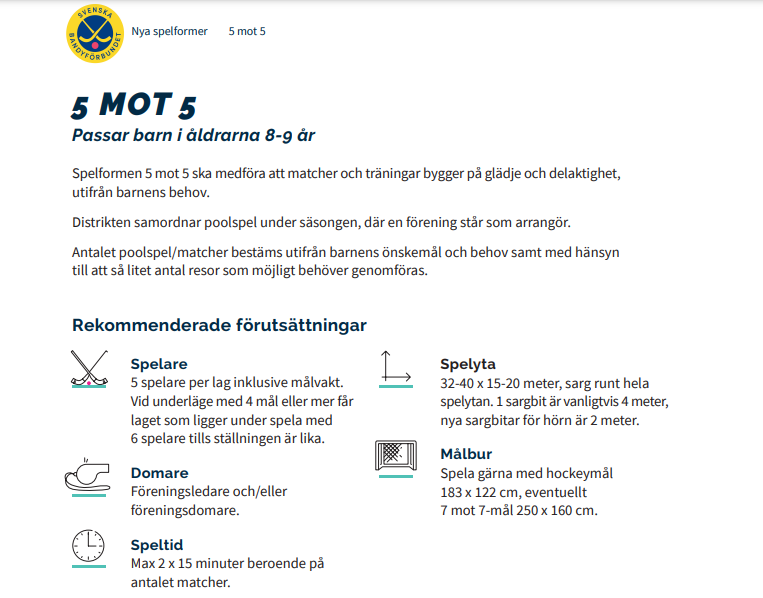 SVENSKA BANDYFÖRBUNDET
Nya spelformer 5 mot 5
5 MOT 5
Passar barn i åldrarna 8-9 år
Spelformen 5 mot 5 ska medföra att matcher och träningar bygger på glädje och delaktighet,
utifrån barnens behov.
Distrikten samordnar poolspel under säsongen, där en förening står som arrangör.
Antalet poolspel/matcher bestäms utifrån barnens önskemål och behov samt med hänsyn
till att så litet antal resor som möjligt behöver genomföras.
Rekommenderade förutsättningar
Spelare
5 spelare per lag inklusive målvakt.
Vid underläge med 4 mål eller mer får
laget som ligger under spela med
6 spelare tills ställningen är lika.
Domare
Föreningsledare och/eller
föreningsdomare.
Speltid
Max 2 x 15 minuter beroende på
antalet matcher.
Spelyta
32-40 x 15-20 meter, sarg runt hela
spelytan. 1 sargbit är vanligtvis 4 meter,
nya sargbitar för hörn är 2 meter.
Målbur
Spela gärna med hockeymål
183 x 122 cm, eventuellt
7 mot 7-mål 250 x 160 cm.